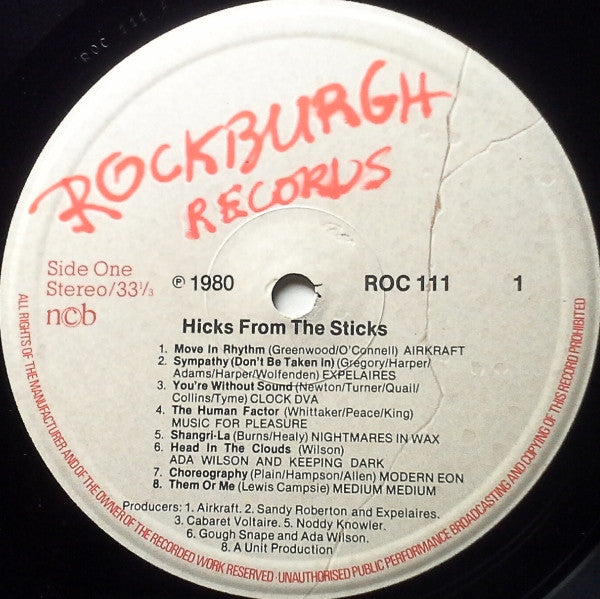 ROC 111
ROCKBURGH
RECORDS
Side One
Stereo/33⅓
ncb
℗ 1980
ROC 111
1
Hicks From The Sticks
1. Move In Rhythm (Greenwood/O'Connell) AIRKRAFT
2. Sympathy (Don't Be Taken In) (Gregory/Harper/
Adams/Harper/Wolfenden) EXPELAIRES
3. You're Without Sound (Newton/Turner/Quail/
Collins/Tyme) CLOCK DVA
4. The Human Factor (Whittaker/Peace/King)
MUSIC FOR PLEASURE
5. Shangri-La (Burns/Healy) NIGHTMARES IN WAX
6. Head In The Clouds (Wilson)
ADA WILSON AND KEEPING DARK
7. Choreography (Plain/Hampson/Allen) MODERN EON
8. Them Or Me (Lewis Campsie) MEDIUM MEDIUM
Producers: 1. Airkraft. 2. Sandy Roberton and Expelaires.
3. Cabaret Voltaire. 5. Noddy Knowler.
6. Gough Snape and Ada Wilson.
8. A Unit Production
ALL RIGHTS OF THE MANUFACTURER AND OF THE OWNER OF THE RECORDED WORK RESERVED · UNAUTHORISED PUBLIC PERFORMANCE BROADCASTING AND COPYING OF THIS RECORD PROHIBITED